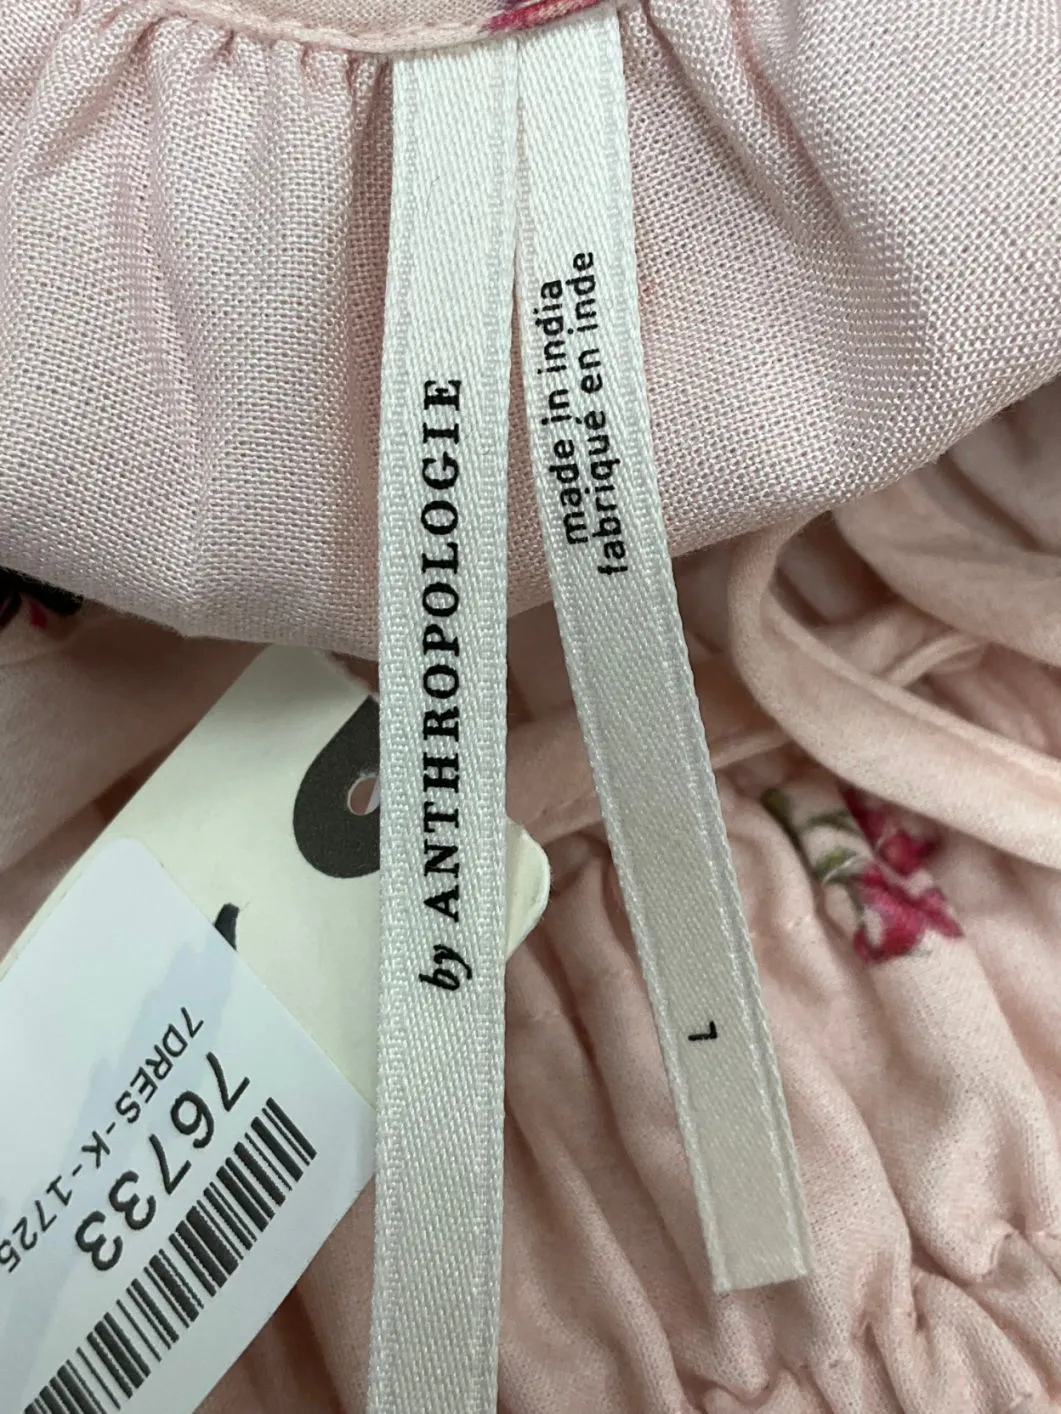 by ANTHROPOLOGIE
made in india
fabriqué en inde
L
7DRES-K-1725
76733